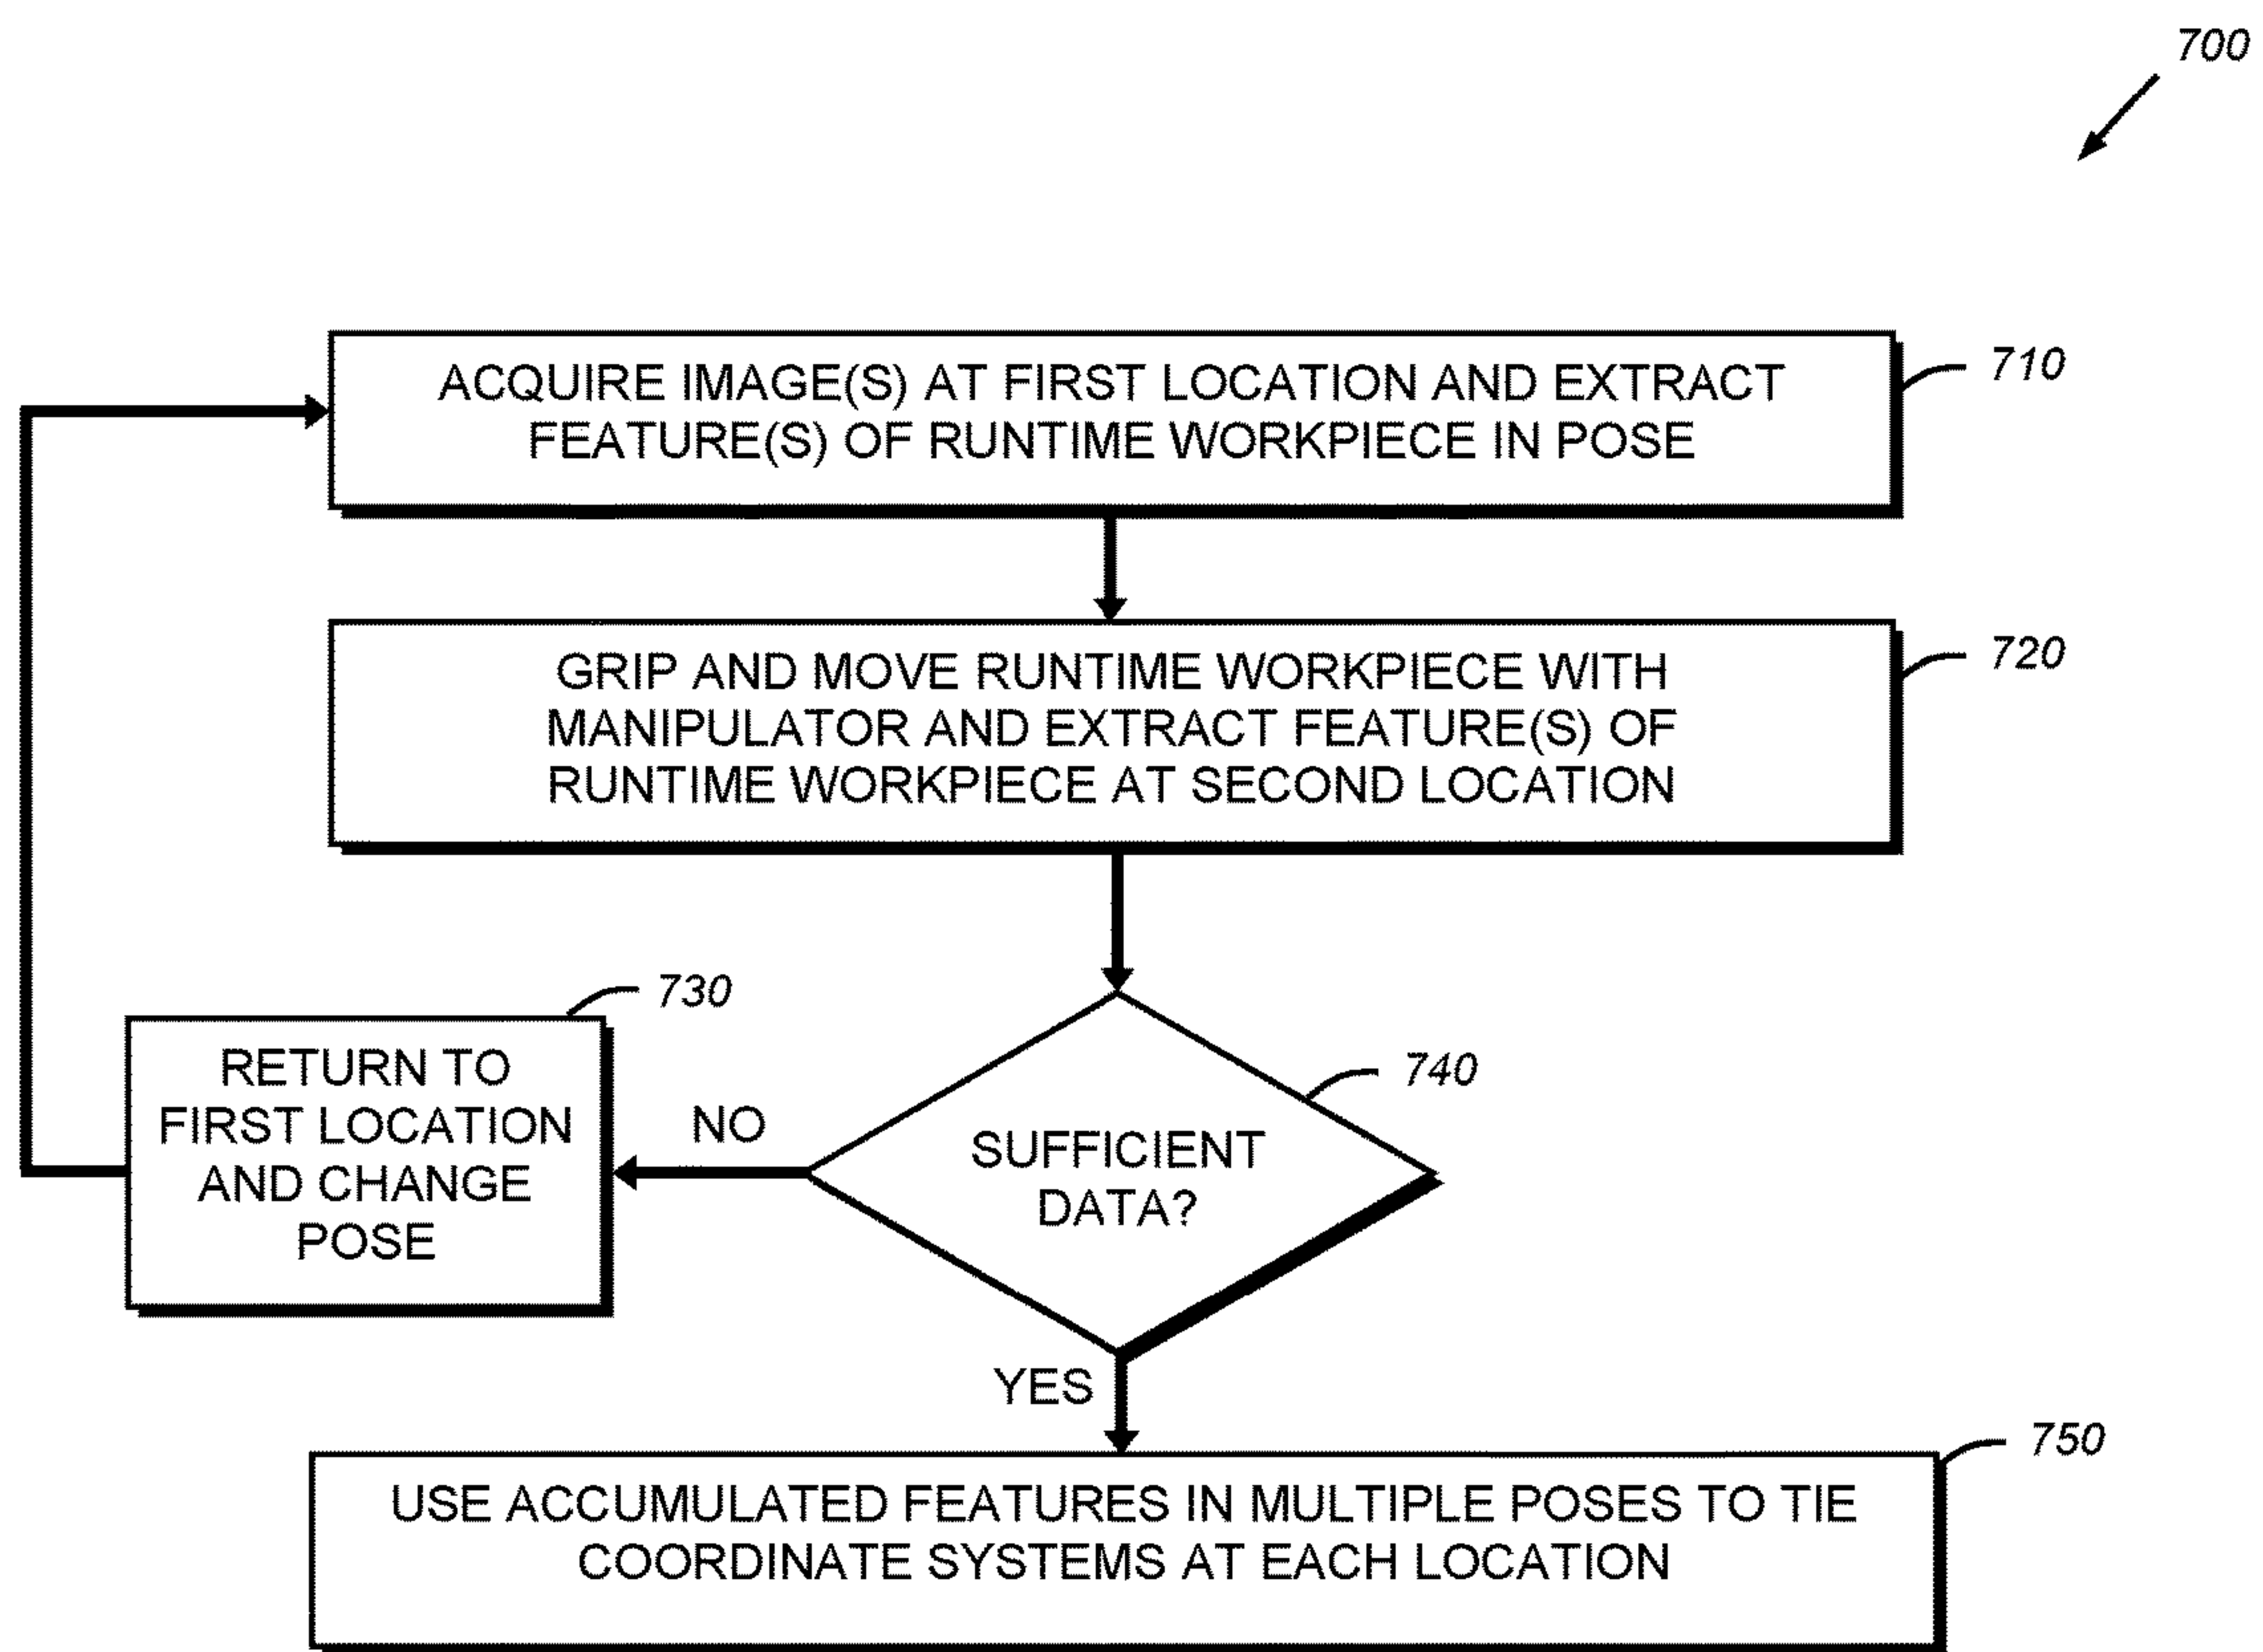 700
ACQUIRE IMAGE(S) AT FIRST LOCATION AND EXTRACT
FEATURE(S) OF RUNTIME WORKPIECE IN POSE
710
GRIP AND MOVE RUNTIME WORKPIECE WITH
MANIPULATOR AND EXTRACT FEATURE(S) OF
RUNTIME WORKPIECE AT SECOND LOCATION
720
730
RETURN TO
FIRST LOCATION
AND CHANGE
POSE
NO
740
SUFFICIENT
DATA?
YES
750
USE ACCUMULATED FEATURES IN MULTIPLE POSES TO TIE
COORDINATE SYSTEMS AT EACH LOCATION